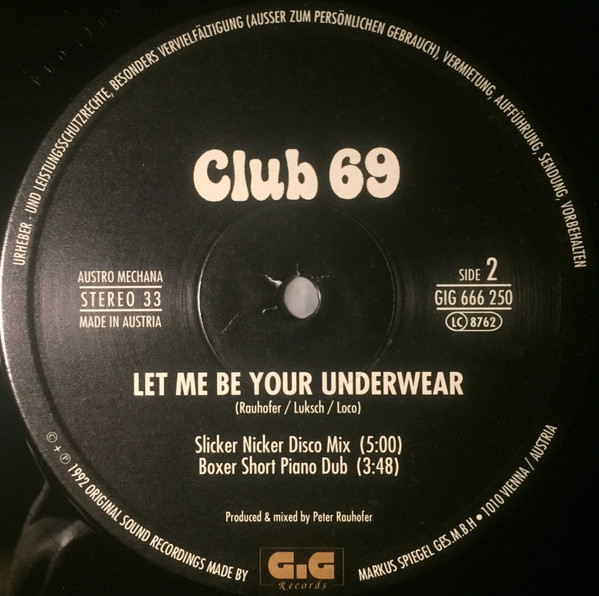 URHEBER - UND LEISTUNGSSCHUTZRECHTE, BESONDERS VERVIELFÄLTIGUNG (AUSSER ZUM PERSÖNLICHEN GEBRAUCH), VERMIETUNG, AUFFÜHRUNG, SENDUNG, VORBEHALTEN
Club 69
AUSTRO MECHANA
STEREO 33
MADE IN AUSTRIA
SIDE 2
GIG 666 250
LC 8762
LET ME BE YOUR UNDERWEAR
(Rauhofer / Luksch / Loco)
Slicker Nicker Disco Mix (5:00)
Boxer Short Piano Dub (3:48)
Produced & mixed by Peter Rauhofer
© + ℗ 1992 ORIGINAL SOUND RECORDINGS MADE BY
GiG
Records
MARKUS SPIEGEL GES.M.B.H • 1010 VIENNA / AUSTRIA